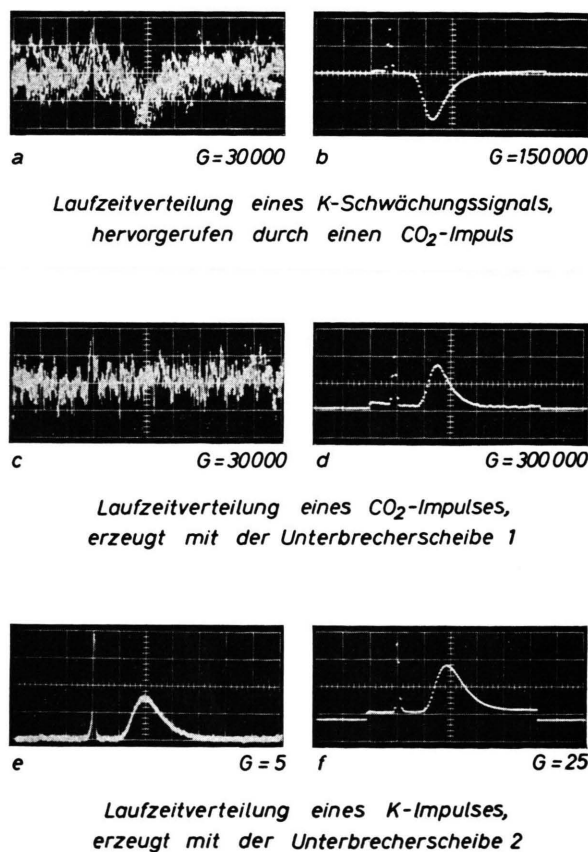 a G=30000 b G=150000
Laufzeitverteilung eines K-Schwächungssignals,
hervorgerufen durch einen CO₂-Impuls
c G=30000 d G=300000
Laufzeitverteilung eines CO₂-Impulses,
erzeugt mit der Unterbrecherscheibe 1
e G=5 f G=25
Laufzeitverteilung eines K-Impulses,
erzeugt mit der Unterbrecherscheibe 2